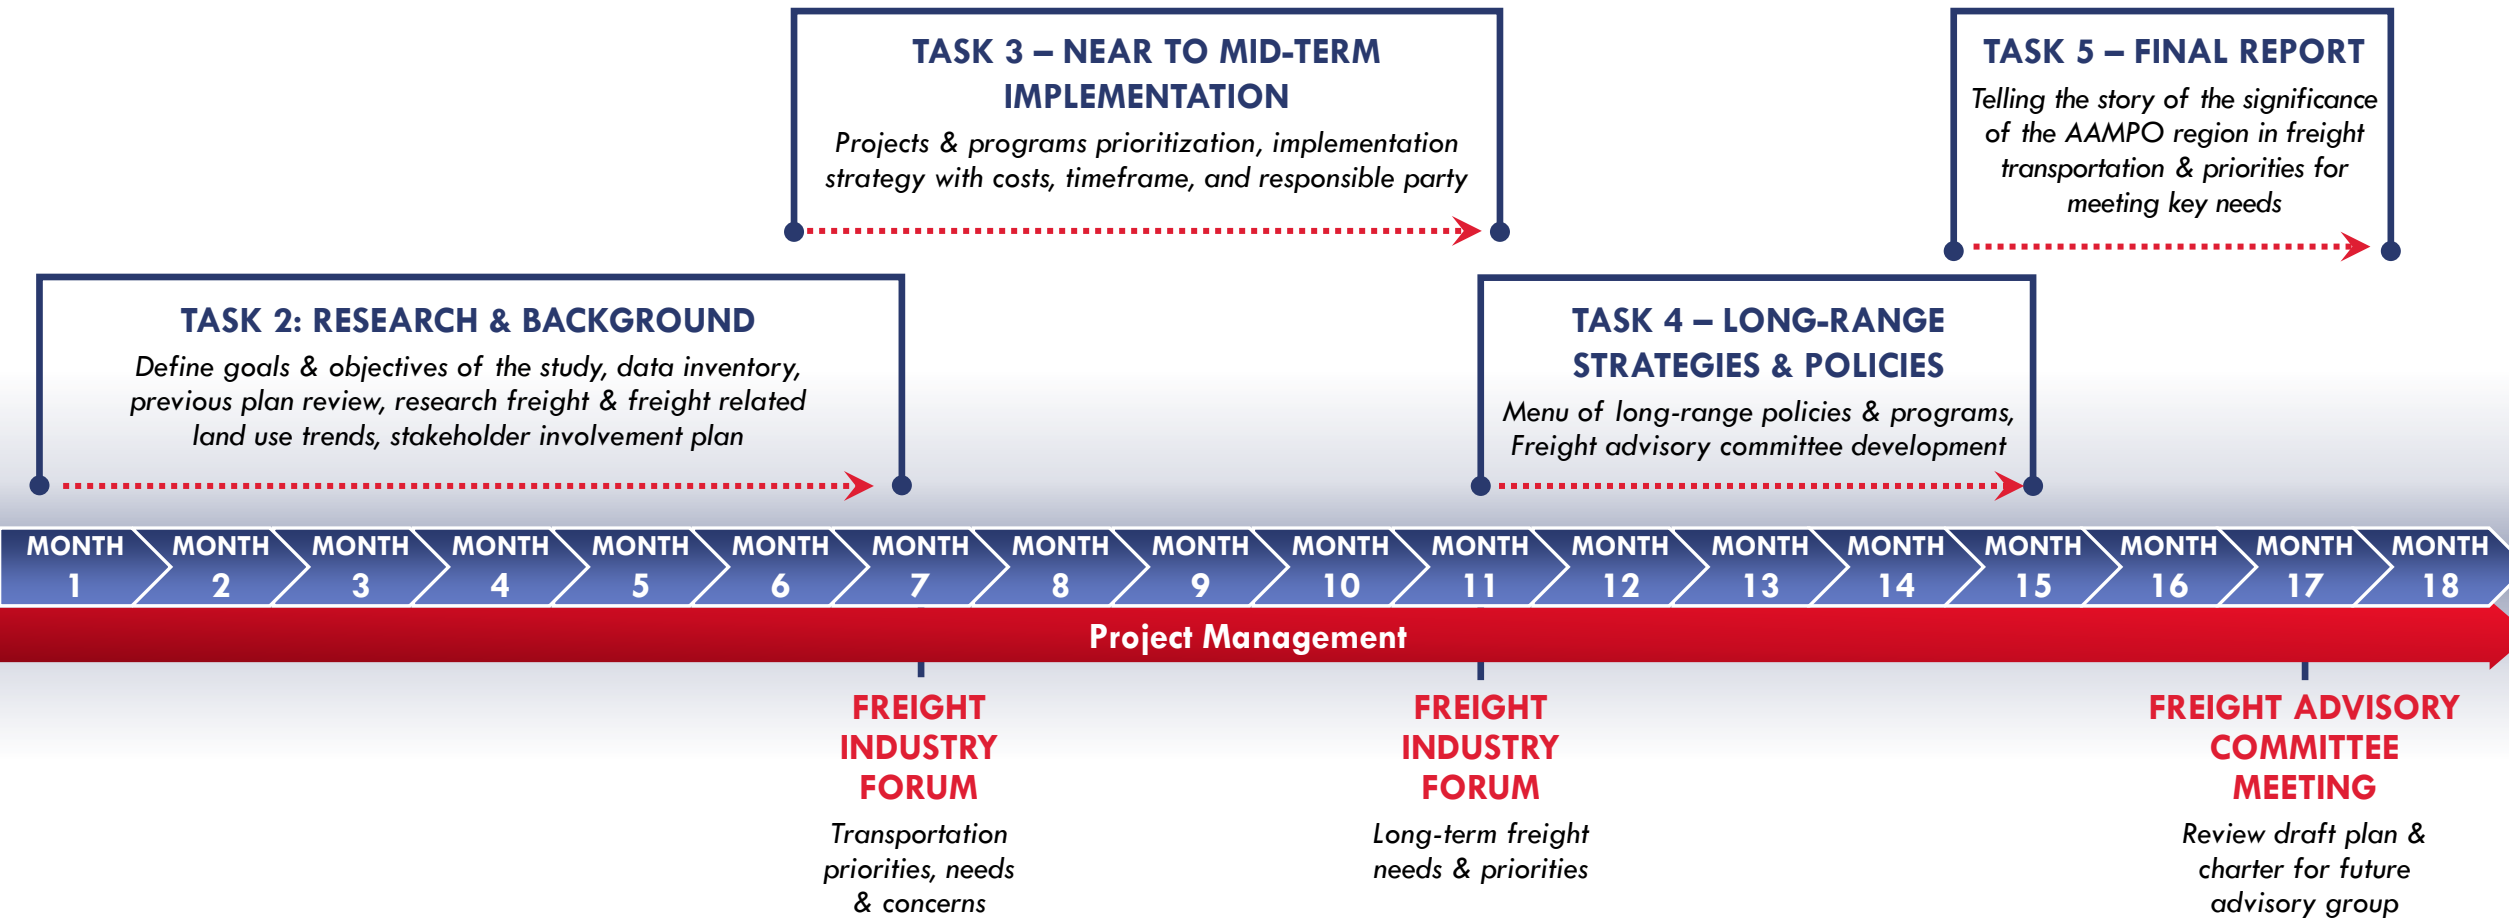 TASK 3 – NEAR TO MID-TERM
IMPLEMENTATION
Projects & programs prioritization, implementation
strategy with costs, timeframe, and responsible party
TASK 5 – FINAL REPORT
Telling the story of the significance
of the AAMPO region in freight
transportation & priorities for
meeting key needs
TASK 2: RESEARCH & BACKGROUND
Define goals & objectives of the study, data inventory,
previous plan review, research freight & freight related
land use trends, stakeholder involvement plan
TASK 4 – LONG-RANGE
STRATEGIES & POLICIES
Menu of long-range policies & programs,
Freight advisory committee development
MONTH
1
MONTH
2
MONTH
3
MONTH
4
MONTH
5
MONTH
6
MONTH
7
MONTH
8
MONTH
9
MONTH
10
MONTH
11
MONTH
12
MONTH
13
MONTH
14
MONTH
15
MONTH
16
MONTH
17
MONTH
18
Project Management
FREIGHT
INDUSTRY
FORUM
Transportation
priorities, needs
& concerns
FREIGHT
INDUSTRY
FORUM
Long-term freight
needs & priorities
FREIGHT ADVISORY
COMMITTEE
MEETING
Review draft plan &
charter for future
advisory group